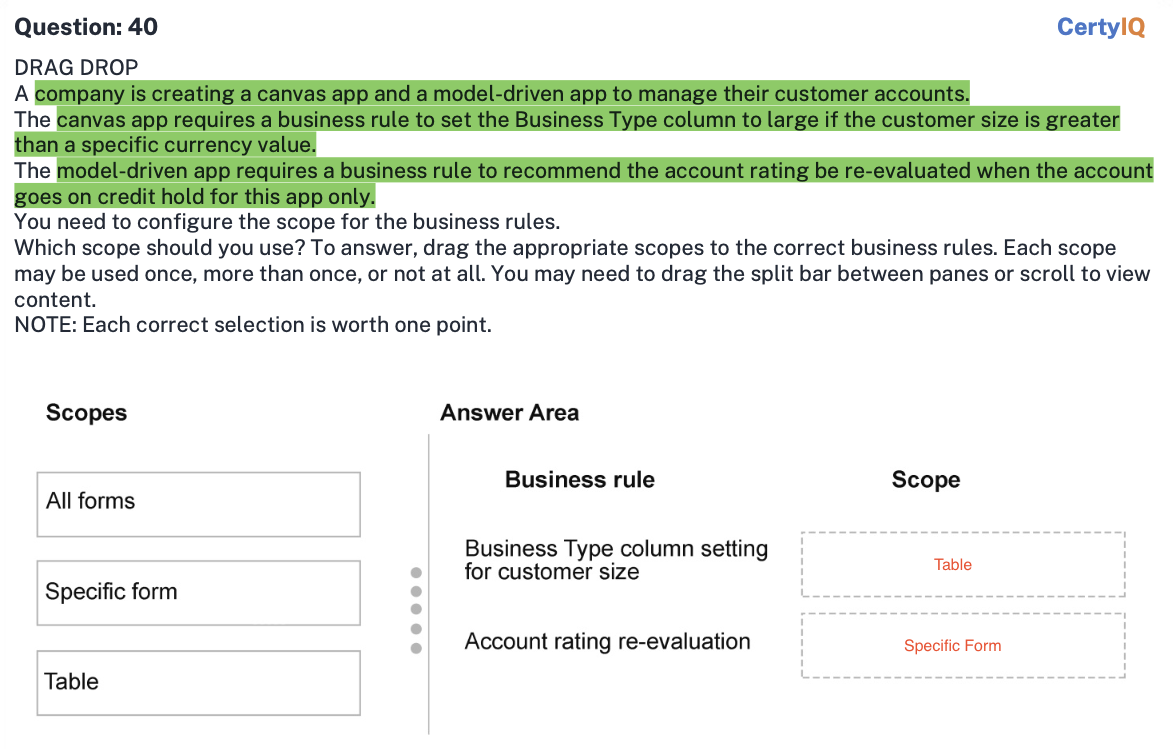 Question: 40
CertyIQ
DRAG DROP
A company is creating a canvas app and a model-driven app to manage their customer accounts.
The canvas app requires a business rule to set the Business Type column to large if the customer size is greater
than a specific currency value.
The model-driven app requires a business rule to recommend the account rating be re-evaluated when the account
goes on credit hold for this app only.
You need to configure the scope for the business rules.
Which scope should you use? To answer, drag the appropriate scopes to the correct business rules. Each scope
may be used once, more than once, or not at all. You may need to drag the split bar between panes or scroll to view
content.
NOTE: Each correct selection is worth one point.
Scopes
All forms
Specific form
Table
Answer Area
Business rule
Scope
Business Type column setting
for customer size
Table
Account rating re-evaluation
Specific Form